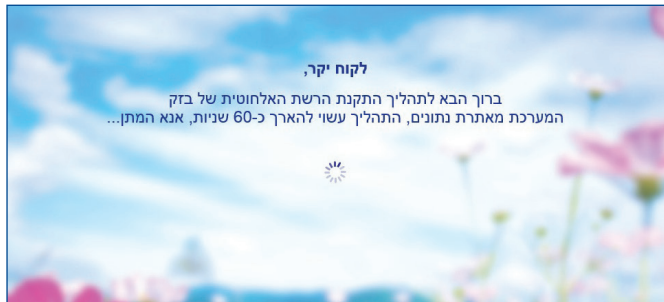 לקוח יקר,
ברוך הבא לתהליך התקנת הרשת האלחוטית של בזק
המערכת מאתרת נתונים, התהליך עשוי להארך כ-60 שניות, אנא המתן...